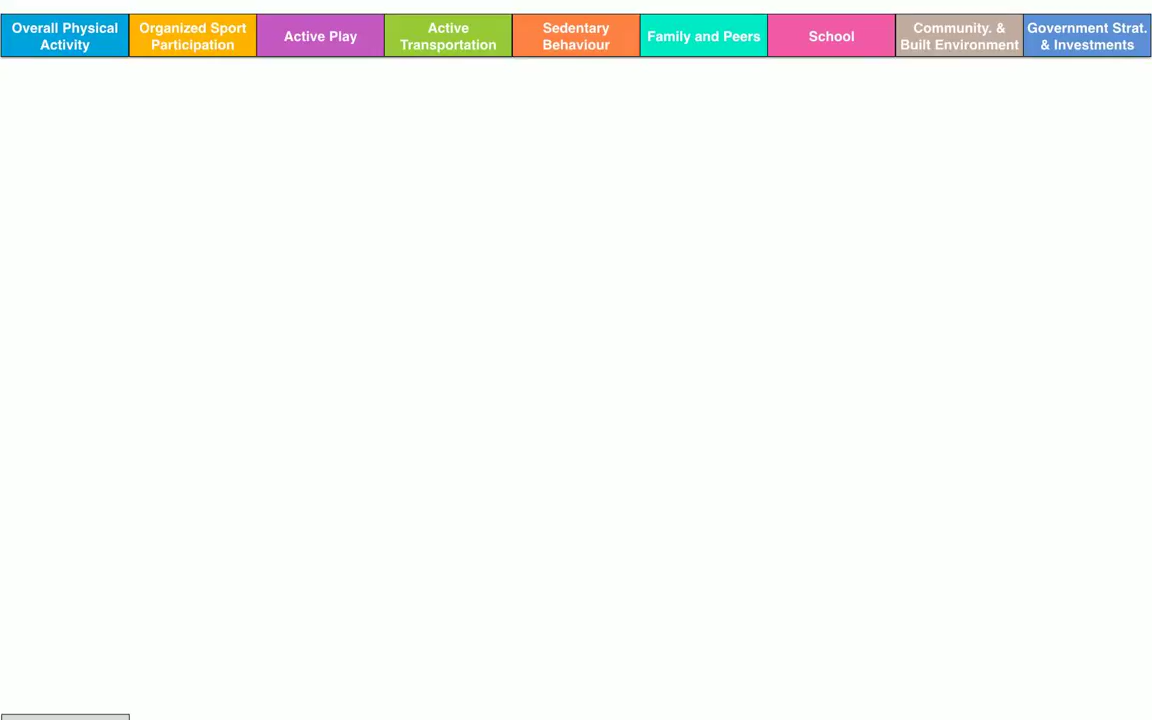 Overall Physical
Activity
Organized Sport
Participation
Active Play
Active
Transportation
Sedentary
Behaviour
Family and Peers
School
Community. &
Built Environment
Government Strat.
& Investments